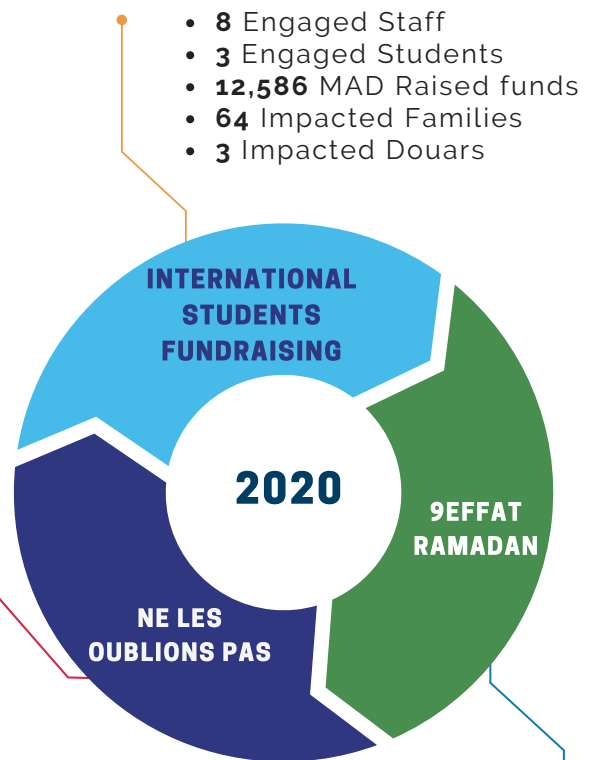 • 8 Engaged Staff
• 3 Engaged Students
• 12,586 MAD Raised funds
• 64 Impacted Families
• 3 Impacted Douars
INTERNATIONAL
STUDENTS
FUNDRAISING
2020
9EFFAT
RAMADAN
NE LES
OUBLIONS PAS